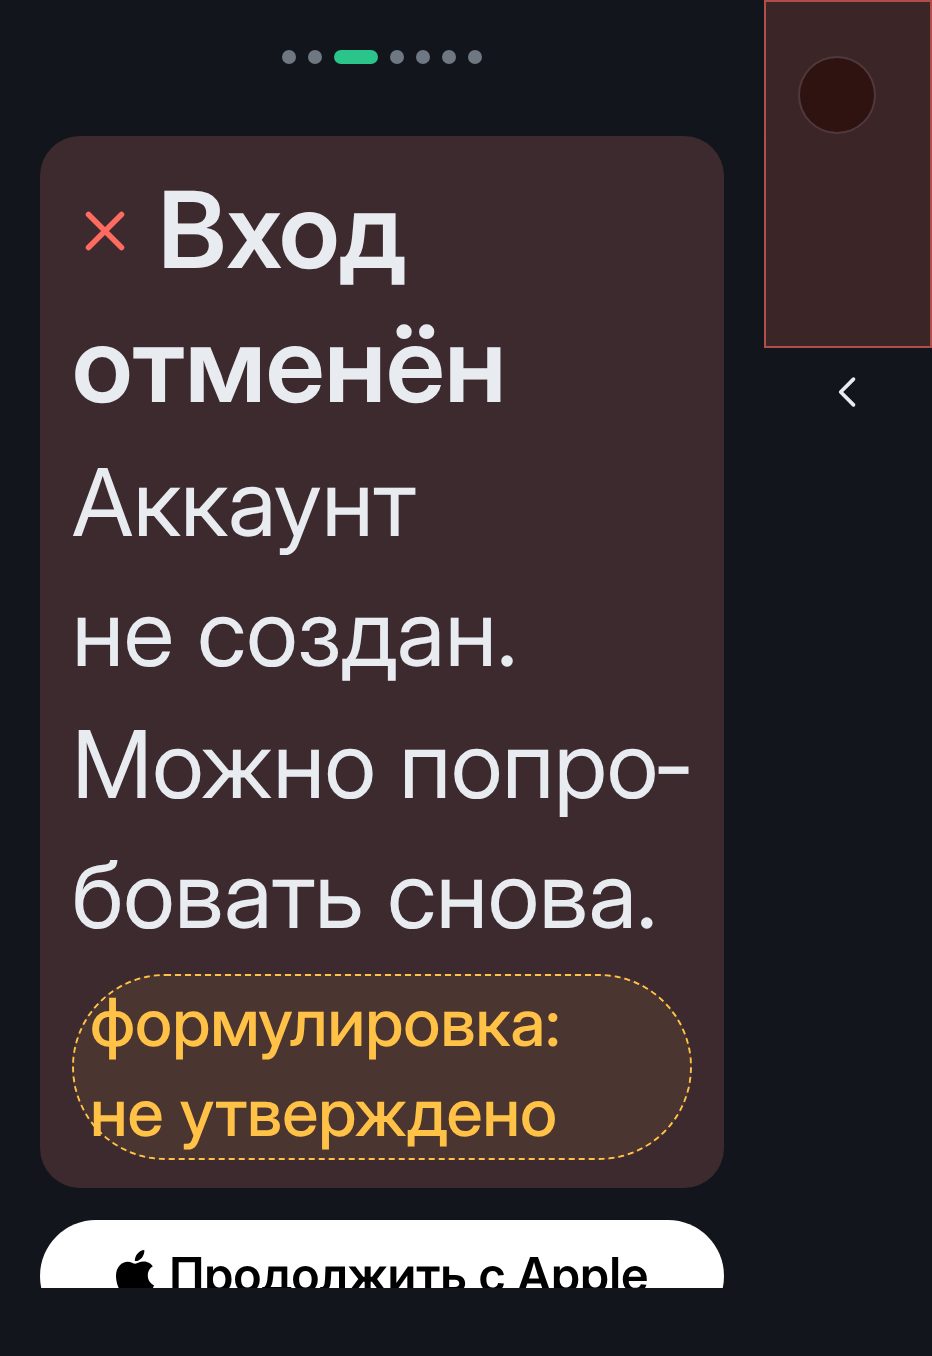 Вход
отменён
Аккаунт
не создан.
Можно попро-
бовать снова.
формулировка:
не утверждено
Продолжить с Apple